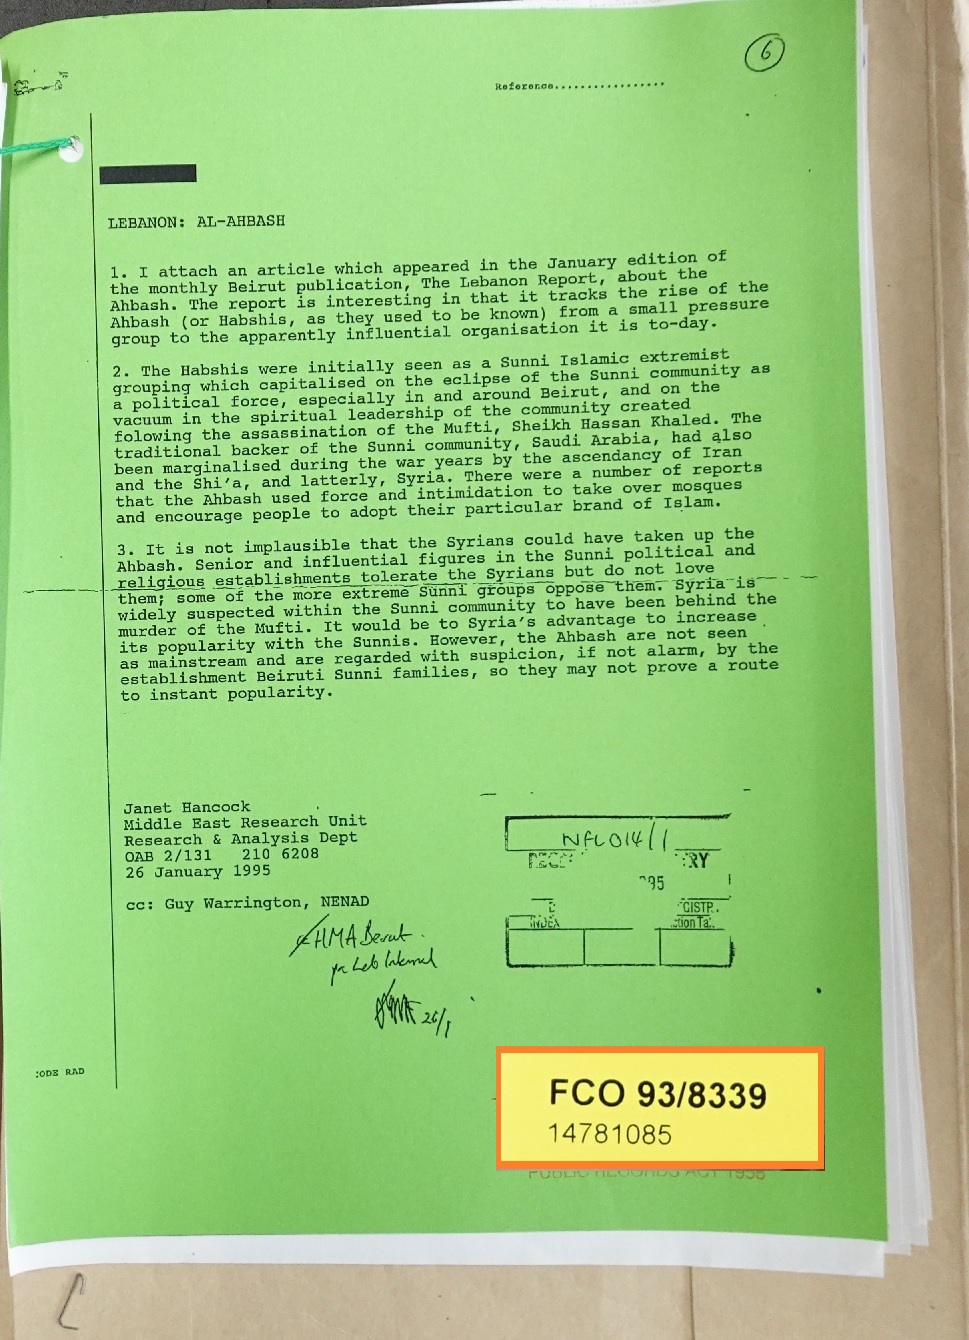 6
Reference.................
LEBANON: AL-AHBASH
1. I attach an article which appeared in the January edition of
the monthly Beirut publication, The Lebanon Report, about the
Ahbash. The report is interesting in that it tracks the rise of the
Ahbash (or Habshis, as they used to be known) from a small pressure
group to the apparently influential organisation it is to-day.
2. The Habshis were initially seen as a Sunni Islamic extremist
grouping which capitalised on the eclipse of the Sunni community as
a political force, especially in and around Beirut, and on the
vacuum in the spiritual leadership of the community created
folowing the assassination of the Mufti, Sheikh Hassan Khaled. The
traditional backer of the Sunni community, Saudi Arabia, had also
been marginalised during the war years by the ascendancy of Iran
and the Shi'a, and latterly, Syria. There were a number of reports
that the Ahbash used force and intimidation to take over mosques
and encourage people to adopt their particular brand of Islam.
3. It is not implausible that the Syrians could have taken up the
Ahbash. Senior and influential figures in the Sunni political and
religious establishments tolerate the Syrians but do not love
them; some of the more extreme Sunni groups oppose them. Syria is
widely suspected within the Sunni community to have been behind the
murder of the Mufti. It would be to Syria's advantage to increase
its popularity with the Sunnis. However, the Ahbash are not seen
as mainstream and are regarded with suspicion, if not alarm, by the
establishment Beiruti Sunni families, so they may not prove a route
to instant popularity.
Janet Hancock
Middle East Research Unit
Research & Analysis Dept
OAB 2/131 210 6208
26 January 1995
cc: Guy Warrington, NENAD
HMA Beirut
26/1
NFL 014/1
RY
95
GISTR
INDEX
ction Ta
ODE RAD
FCO 93/8339
14781085
PUBLIC RECORDS ACT 1958